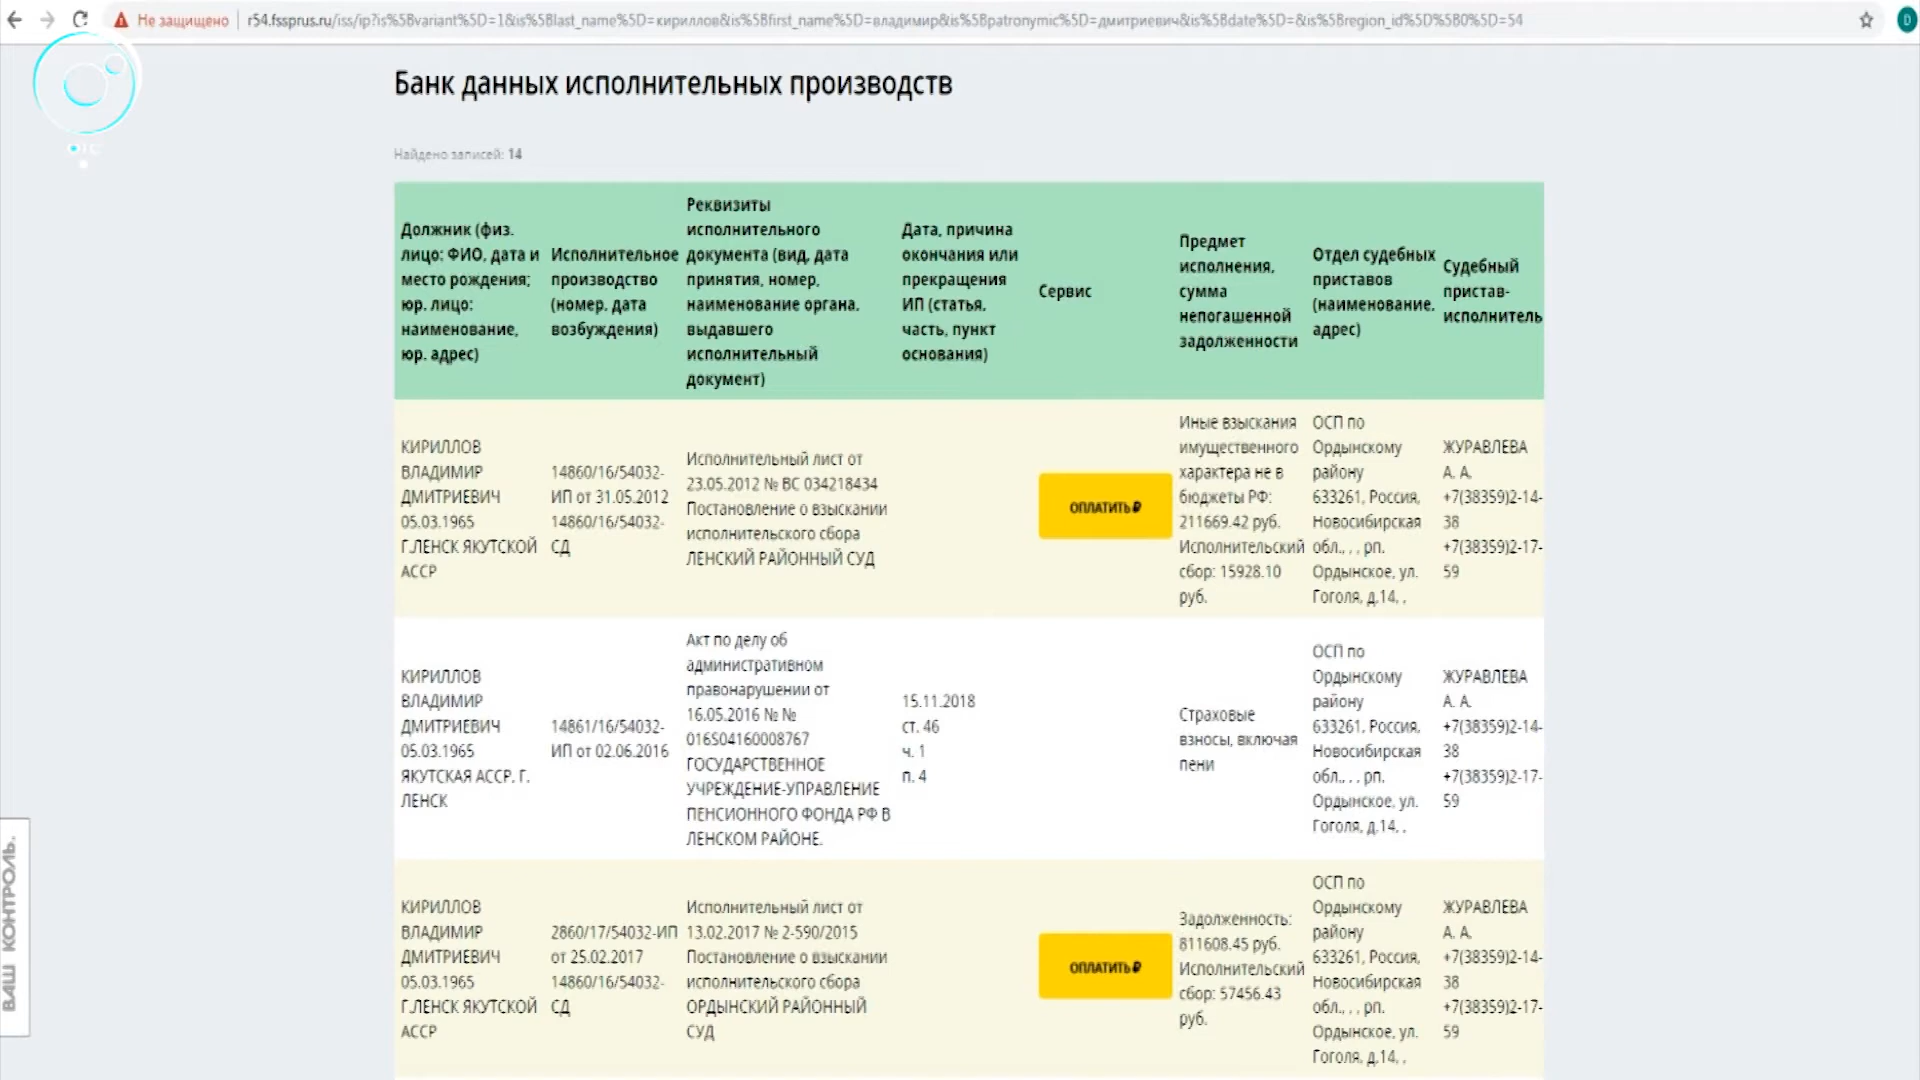 Не защищено
r54.fssprus.ru/iss/ip?is%5Bvariant%5D=1&is%5Blast_name%5D=кириллов&is%5Bfirst_name%5D=владимир&is%5Bpatronymic%5D=дмитриевич&is%5Bdate%5D=&is%5Bregion_id%5D%5B0%5D=54
D
Банк данных исполнительных производств
Найдено записей: 14
Должник (физ.
лицо: ФИО, дата и
место рождения;
юр. лицо:
наименование,
юр. адрес)
Исполнительное
производство
(номер, дата
возбуждения)
Реквизиты
исполнительного
документа (вид, дата
принятия, номер,
наименование органа,
выдавшего
исполнительный
документ)
Дата, причина
окончания или
прекращения
ИП (статья,
часть, пункт
основания)
Сервис
Предмет
исполнения,
сумма
непогашенной
задолженности
Отдел судебных
приставов
(наименование,
адрес)
Судебный
пристав-
исполнитель
КИРИЛЛОВ
ВЛАДИМИР
ДМИТРИЕВИЧ
05.03.1965
Г.ЛЕНСК ЯКУТСКОЙ
АССР
14860/16/54032-
ИП от 31.05.2012
14860/16/54032-
СД
Исполнительный лист от
23.05.2012 № ВС 034218434
Постановление о взыскании
исполнительского сбора
ЛЕНСКИЙ РАЙОННЫЙ СУД
ОПЛАТИТЬ ₽
Иные взыскания
имущественного
характера не в
бюджеты РФ:
211669.42 руб.
Исполнительский
сбор: 15928.10
руб.
ОСП по
Ордынскому
району
633261, Россия,
Новосибирская
обл., , , рп.
Ордынское, ул.
Гоголя, д.14, ,
ЖУРАВЛЕВА
А. А.
+7(38359)2-14-
38
+7(38359)2-17-
59
КИРИЛЛОВ
ВЛАДИМИР
ДМИТРИЕВИЧ
05.03.1965
ЯКУТСКАЯ АССР, Г.
ЛЕНСК
14861/16/54032-
ИП от 02.06.2016
Акт по делу об
административном
правонарушении от
16.05.2016 № №
016S04160008767
ГОСУДАРСТВЕННОЕ
УЧРЕЖДЕНИЕ-УПРАВЛЕНИЕ
ПЕНСИОННОГО ФОНДА РФ В
ЛЕНСКОМ РАЙОНЕ.
15.11.2018
ст. 46
ч. 1
п. 4
Страховые
взносы, включая
пени
ОСП по
Ордынскому
району
633261, Россия,
Новосибирская
обл., , , рп.
Ордынское, ул.
Гоголя, д.14, ,
ЖУРАВЛЕВА
А. А.
+7(38359)2-14-
38
+7(38359)2-17-
59
КИРИЛЛОВ
ВЛАДИМИР
ДМИТРИЕВИЧ
05.03.1965
Г.ЛЕНСК ЯКУТСКОЙ
АССР
2860/17/54032-ИП
от 25.02.2017
14860/16/54032-
СД
Исполнительный лист от
13.02.2017 № 2-590/2015
Постановление о взыскании
исполнительского сбора
ОРДЫНСКИЙ РАЙОННЫЙ
СУД
ОПЛАТИТЬ ₽
Задолженность:
811608.45 руб.
Исполнительский
сбор: 57456.43
руб.
ОСП по
Ордынскому
району
633261, Россия,
Новосибирская
обл., , , рп.
Ордынское, ул.
Гоголя, д.14, ,
ЖУРАВЛЕВА
А. А.
+7(38359)2-14-
38
+7(38359)2-17-
59
ВАШ КОНТРОЛЬ.